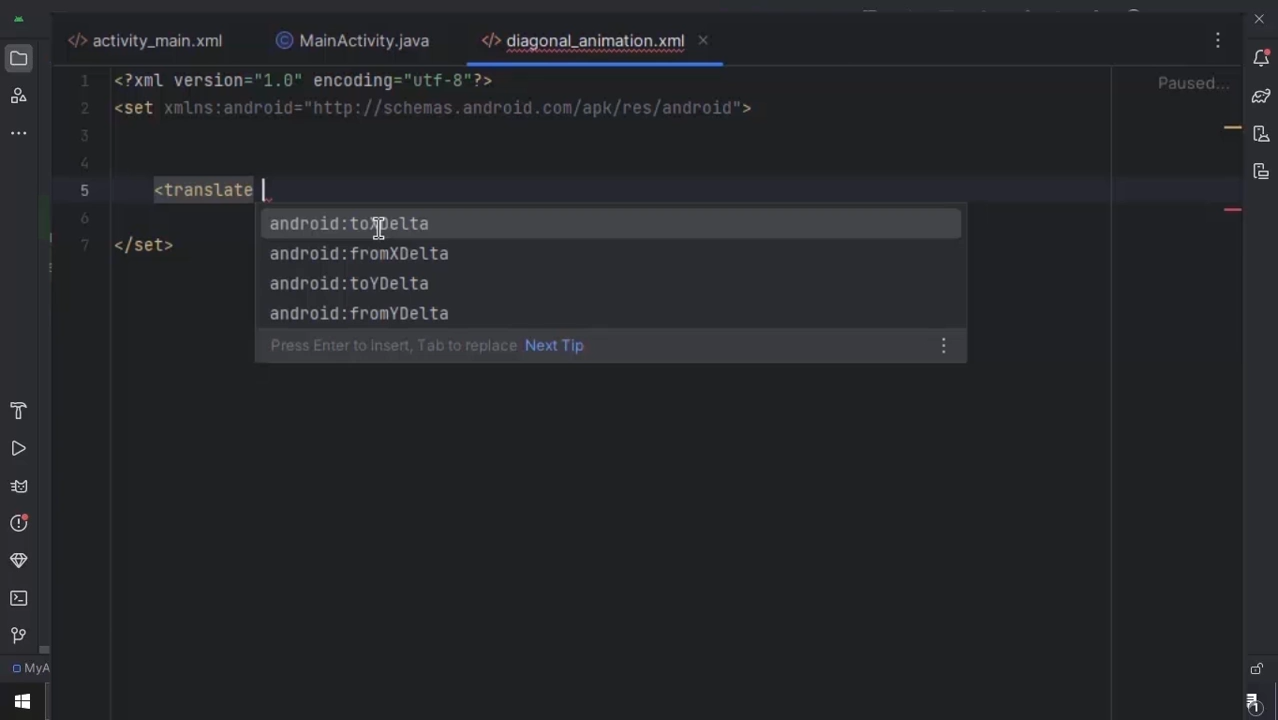 activity_main.xml
MainActivity.java
diagonal_animation.xml
Paused...
1 <?xml version="1.0" encoding="utf-8"?>
2 <set xmlns:android="http://schemas.android.com/apk/res/android">
3
4
5 <translate
6
7 </set>
android:toXDelta
android:fromXDelta
android:toYDelta
android:fromYDelta
Press Enter to insert, Tab to replace Next Tip
MyA
1